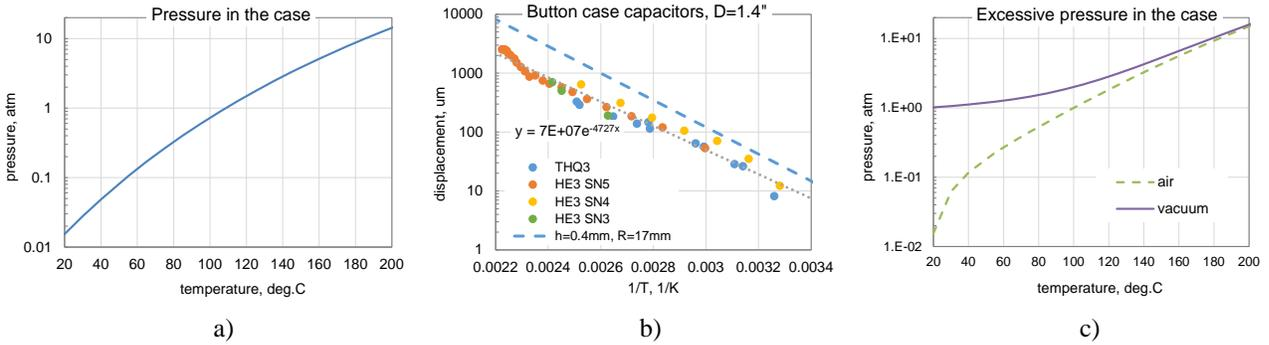 Pressure in the case
10
1
0.1
0.01
pressure, atm
20 40 60 80 100 120 140 160 180 200
temperature, deg.C
a)
Button case capacitors, D=1.4"
10000
1000
100
10
1
displacement, um
y = 7E+07e^-4727x
THQ3
HE3 SN5
HE3 SN4
HE3 SN3
h=0.4mm, R=17mm
0.0022 0.0024 0.0026 0.0028 0.003 0.0032 0.0034
1/T, 1/K
b)
Excessive pressure in the case
1.E+01
1.E+00
1.E-01
1.E-02
pressure, atm
air
vacuum
20 40 60 80 100 120 140 160 180 200
temperature, deg.C
c)